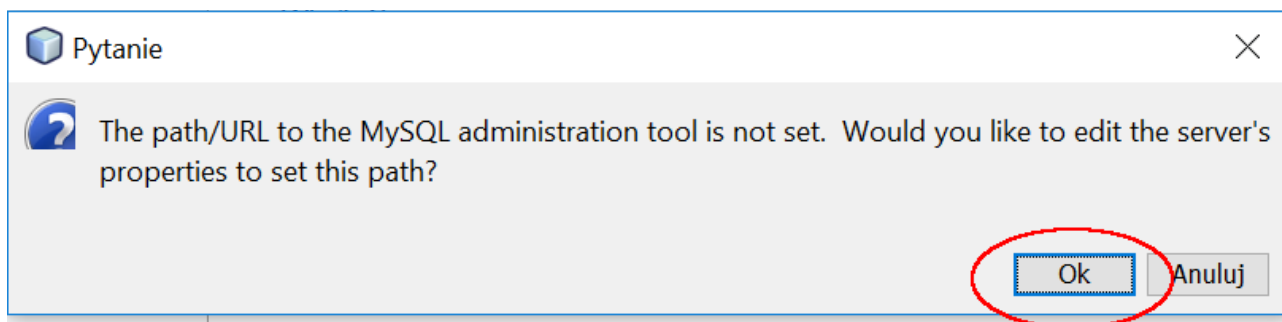 Pytanie
The path/URL to the MySQL administration tool is not set.  Would you like to edit the server's
properties to set this path?
Ok
Anuluj